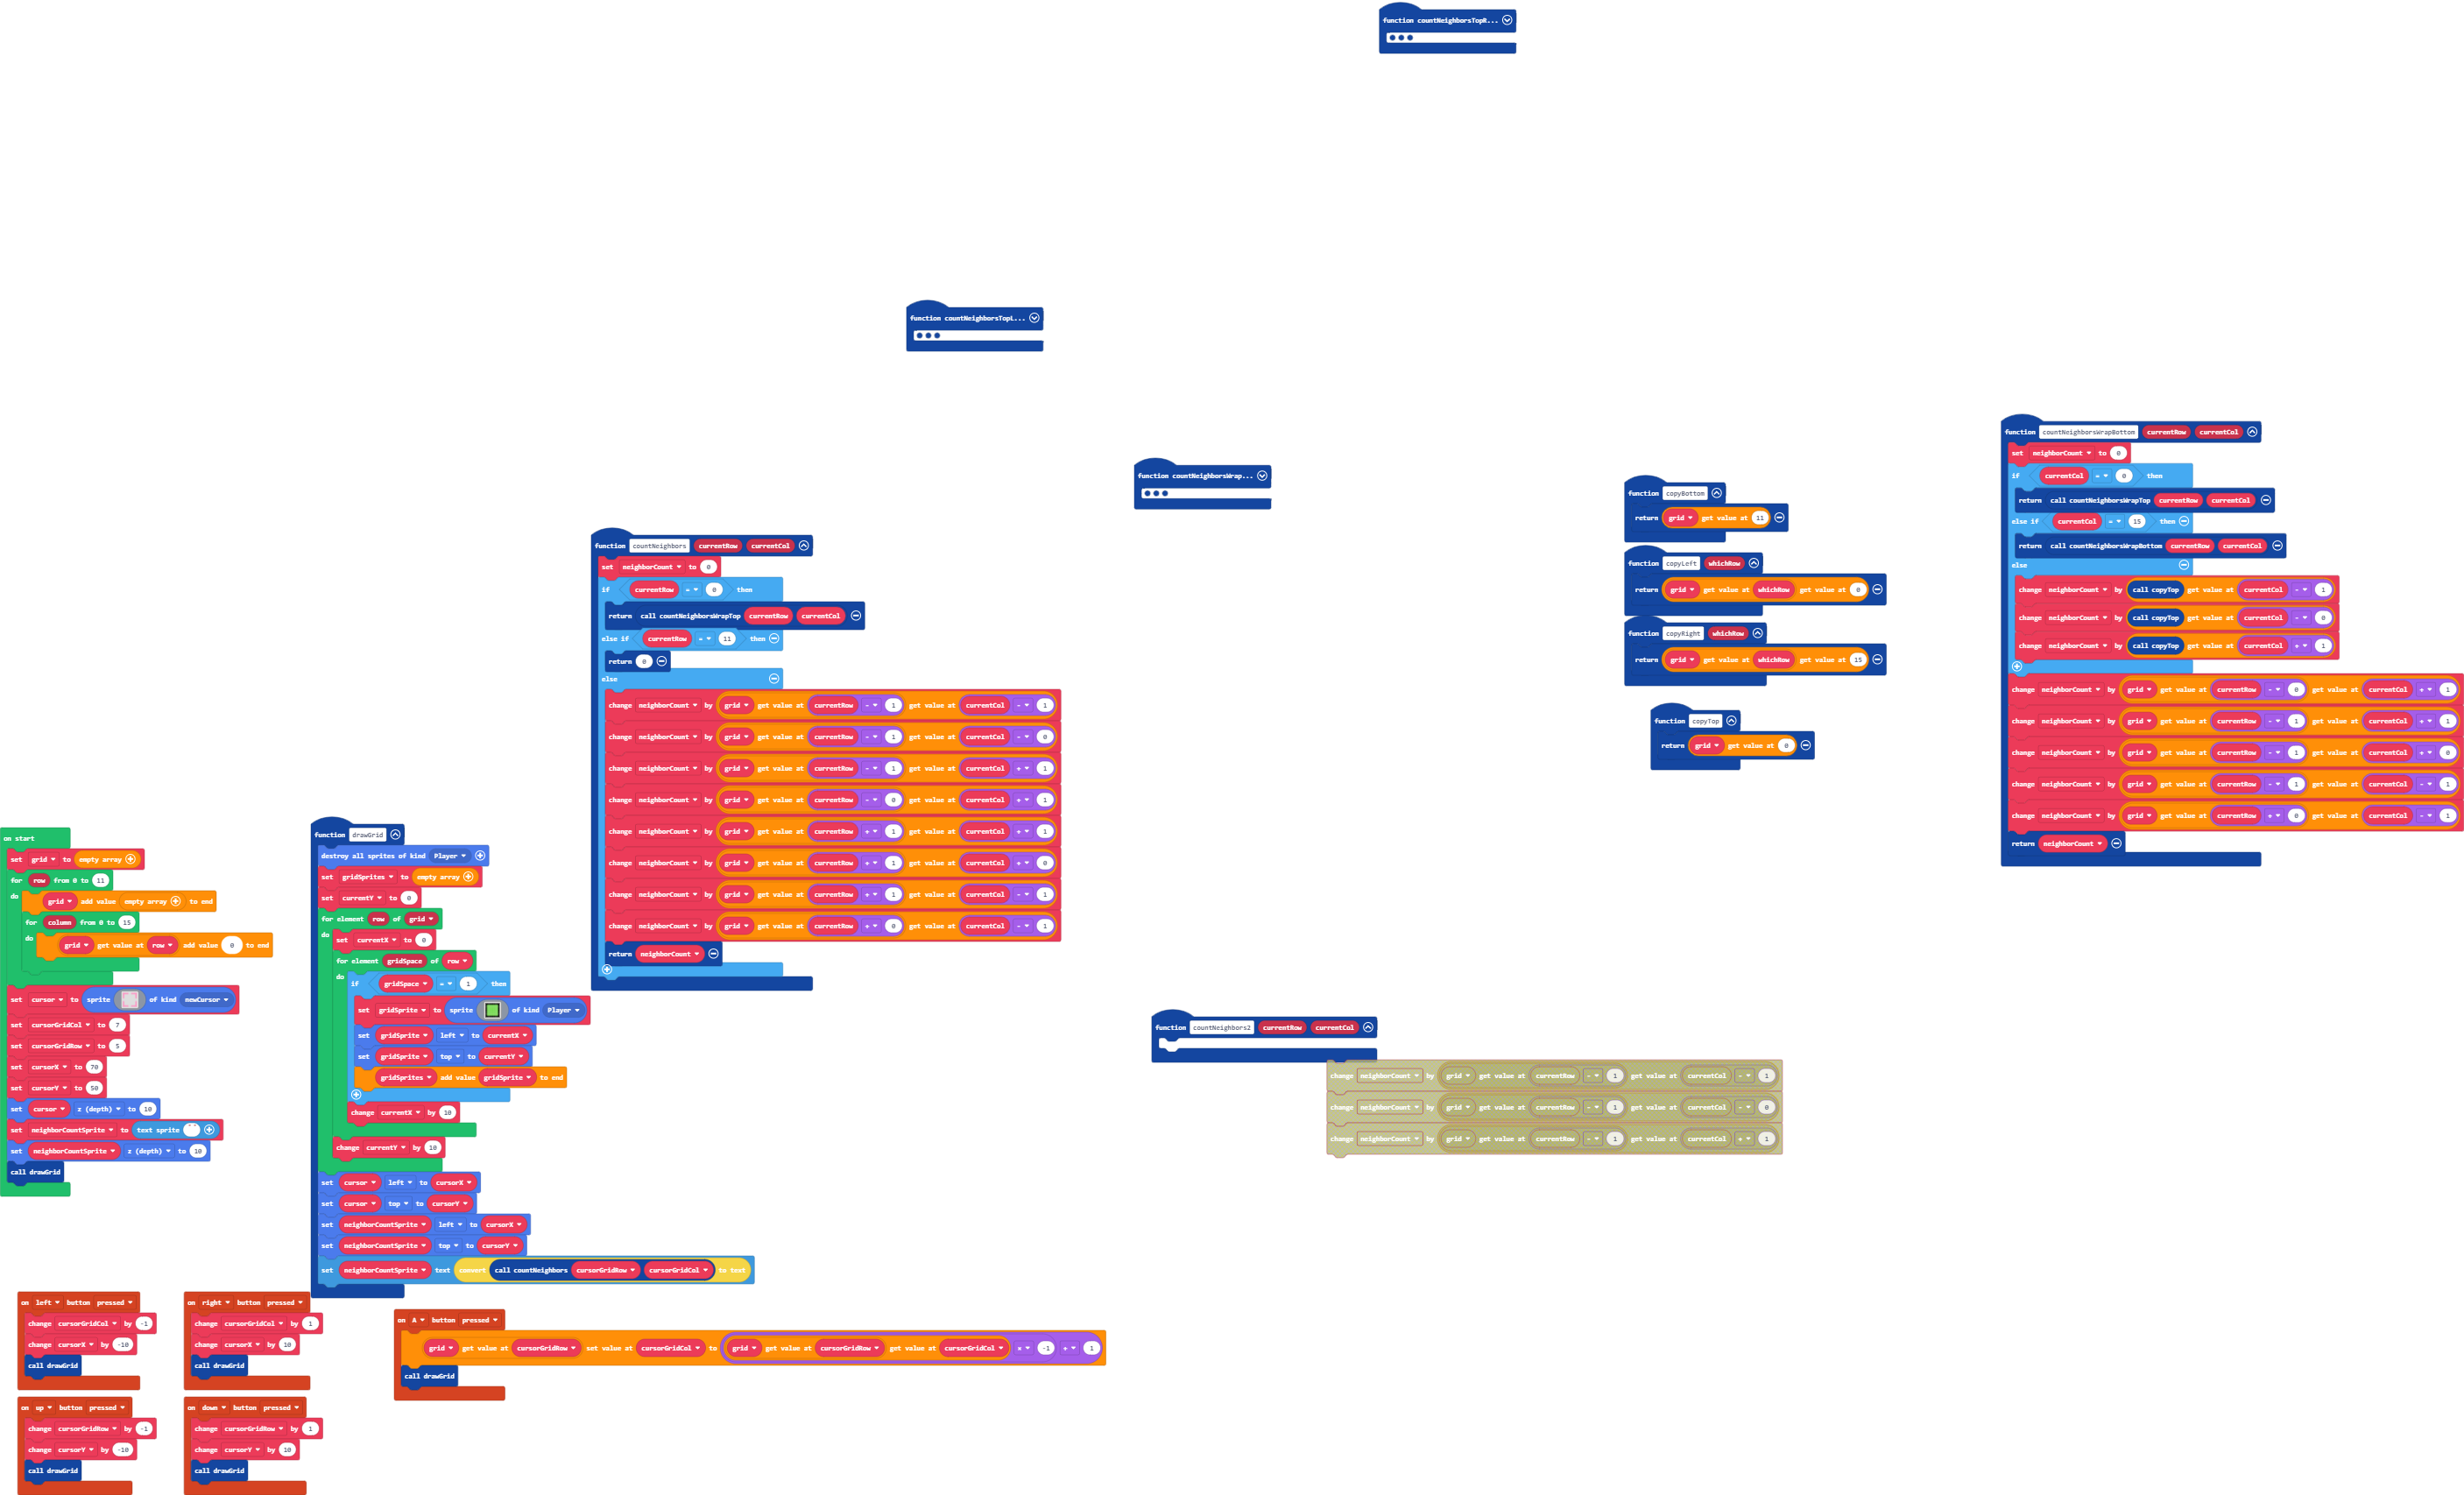 function countNeighborsTopR...
function countNeighborsTopL...
function countNeighborsWrap...
function countNeighbors currentRow currentCol
set neighborCount to 0
if currentRow = 0 then
return call countNeighborsWrapTop currentRow currentCol
else if currentRow = 11 then
return 0
else
change neighborCount by grid get value at currentRow - 1 get value at currentCol - 1
change neighborCount by grid get value at currentRow - 1 get value at currentCol - 0
change neighborCount by grid get value at currentRow - 1 get value at currentCol + 1
change neighborCount by grid get value at currentRow - 0 get value at currentCol + 1
change neighborCount by grid get value at currentRow + 1 get value at currentCol + 1
change neighborCount by grid get value at currentRow + 1 get value at currentCol + 0
change neighborCount by grid get value at currentRow + 1 get value at currentCol - 1
change neighborCount by grid get value at currentRow + 0 get value at currentCol - 1
return neighborCount
function copyBottom
return grid get value at 11
function copyLeft whichRow
return grid get value at whichRow get value at 0
function copyRight whichRow
return grid get value at whichRow get value at 15
function copyTop
return grid get value at 0
function countNeighborsWrapBottom currentRow currentCol
set neighborCount to 0
if currentCol = 0 then
return call countNeighborsWrapTop currentRow currentCol
else if currentCol = 15 then
return call countNeighborsWrapBottom currentRow currentCol
else
change neighborCount by call copyTop get value at currentCol - 1
change neighborCount by call copyTop get value at currentCol - 0
change neighborCount by call copyTop get value at currentCol + 1
change neighborCount by grid get value at currentRow - 0 get value at currentCol + 1
change neighborCount by grid get value at currentRow - 1 get value at currentCol + 1
change neighborCount by grid get value at currentRow - 1 get value at currentCol + 0
change neighborCount by grid get value at currentRow - 1 get value at currentCol - 1
change neighborCount by grid get value at currentRow + 0 get value at currentCol - 1
return neighborCount
on start
set grid to empty array
for row from 0 to 11
do grid add value empty array to end
for column from 0 to 15
do grid get value at row add value 0 to end
set cursor to sprite of kind newCursor
set cursorGridCol to 7
set cursorGridRow to 5
set cursorX to 70
set cursorY to 50
set cursor z (depth) to 10
set neighborCountSprite to text sprite " "
set neighborCountSprite z (depth) to 10
call drawGrid
function drawGrid
destroy all sprites of kind Player
set gridSprites to empty array
set currentY to 0
for element row of grid
do set currentX to 0
for element gridSpace of row
do if gridSpace = 1 then
set gridSprite to sprite of kind Player
set gridSprite left to currentX
set gridSprite top to currentY
gridSprites add value gridSprite to end
change currentX by 10
change currentY by 10
set cursor left to cursorX
set cursor top to cursorY
set neighborCountSprite left to cursorX
set neighborCountSprite top to cursorY
set neighborCountSprite text convert call countNeighbors cursorGridRow cursorGridCol to text
function countNeighbors2 currentRow currentCol
change neighborCount by grid get value at currentRow - 1 get value at currentCol - 1
change neighborCount by grid get value at currentRow - 1 get value at currentCol - 0
change neighborCount by grid get value at currentRow - 1 get value at currentCol + 1
on left button pressed
change cursorGridCol by -1
change cursorX by -10
call drawGrid
on right button pressed
change cursorGridCol by 1
change cursorX by 10
call drawGrid
on A button pressed
grid get value at cursorGridRow set value at cursorGridCol to grid get value at cursorGridRow get value at cursorGridCol × -1 + 1
call drawGrid
on up button pressed
change cursorGridRow by -1
change cursorY by -10
call drawGrid
on down button pressed
change cursorGridRow by 1
change cursorY by 10
call drawGrid